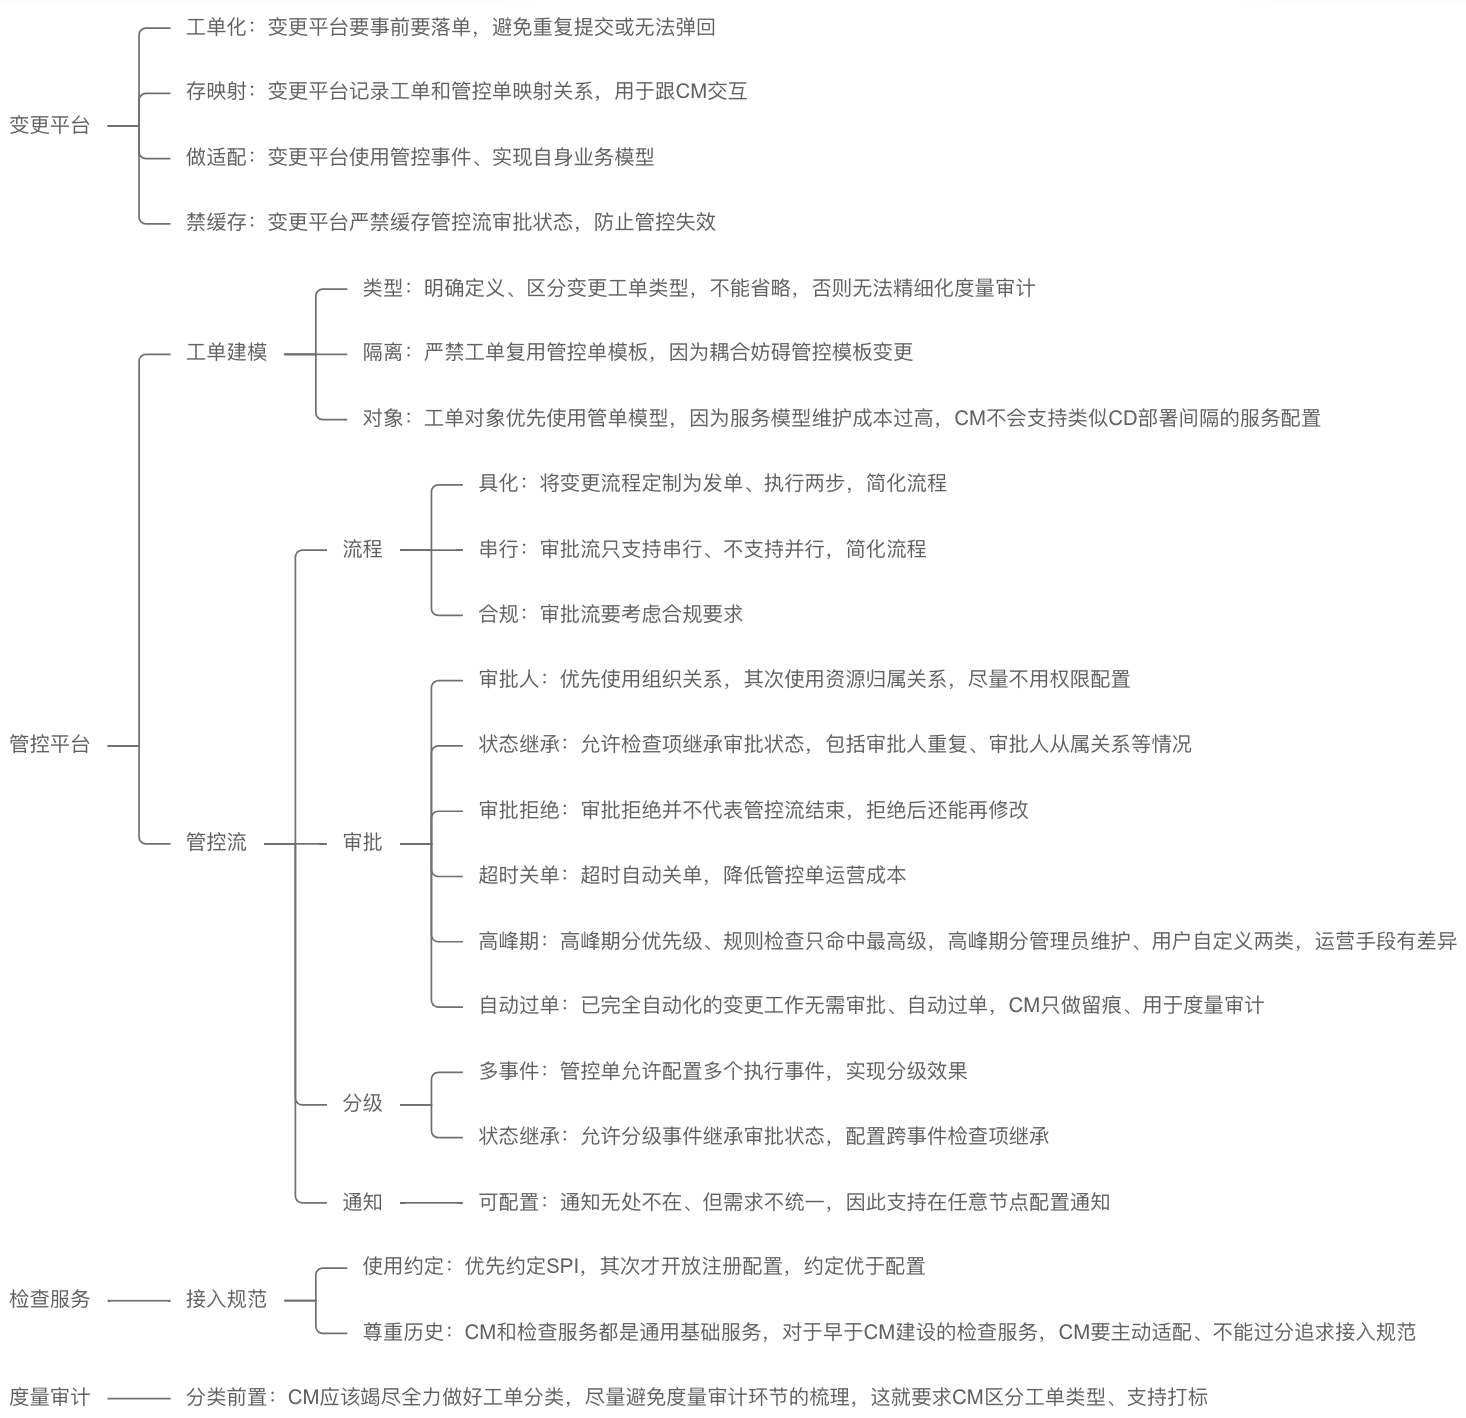 工单化：变更平台要事前要落单，避免重复提交或无法弹回
存映射：变更平台记录工单和管控单映射关系，用于跟CM交互
变更平台
做适配：变更平台使用管控事件、实现自身业务模型
禁缓存：变更平台严禁缓存管控流审批状态，防止管控失效
类型：明确定义、区分变更工单类型，不能省略，否则无法精细化度量审计
工单建模
隔离：严禁工单复用管控单模板，因为耦合妨碍管控模板变更
对象：工单对象优先使用管单模型，因为服务模型维护成本过高，CM不会支持类似CD部署间隔的服务配置
具化：将变更流程定制为发单、执行两步，简化流程
流程
串行：审批流只支持串行、不支持并行，简化流程
合规：审批流要考虑合规要求
审批人：优先使用组织关系，其次使用资源归属关系，尽量不用权限配置
管控平台
状态继承：允许检查项继承审批状态，包括审批人重复、审批人从属关系等情况
审批拒绝：审批拒绝并不代表管控流结束，拒绝后还能再修改
管控流
审批
超时关单：超时自动关单，降低管控单运营成本
高峰期：高峰期分优先级、规则检查只命中最高级，高峰期分管理员维护、用户自定义两类，运营手段有差异
自动过单：已完全自动化的变更工作无需审批、自动过单，CM只做留痕、用于度量审计
多事件：管控单允许配置多个执行事件，实现分级效果
分级
状态继承：允许分级事件继承审批状态，配置跨事件检查项继承
通知
可配置：通知无处不在、但需求不统一，因此支持在任意节点配置通知
使用约定：优先约定SPI，其次才开放注册配置，约定优于配置
检查服务
接入规范
尊重历史：CM和检查服务都是通用基础服务，对于早于CM建设的检查服务，CM要主动适配、不能过分追求接入规范
度量审计
分类前置：CM应该竭尽全力做好工单分类，尽量避免度量审计环节的梳理，这就要求CM区分工单类型、支持打标